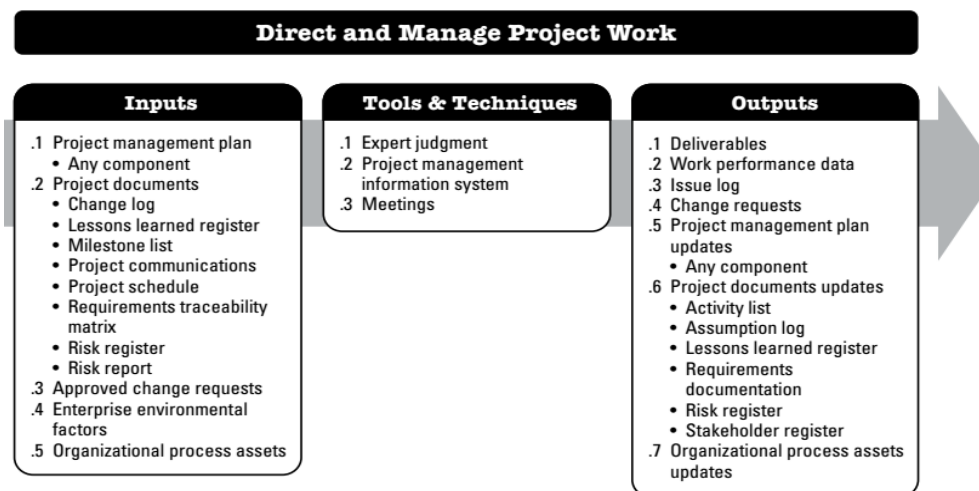 Direct and Manage Project Work
Inputs
.1 Project management plan
• Any component
.2 Project documents
• Change log
• Lessons learned register
• Milestone list
• Project communications
• Project schedule
• Requirements traceability
matrix
• Risk register
• Risk report
.3 Approved change requests
.4 Enterprise environmental
factors
.5 Organizational process assets
Tools & Techniques
.1 Expert judgment
.2 Project management
information system
.3 Meetings
Outputs
.1 Deliverables
.2 Work performance data
.3 Issue log
.4 Change requests
.5 Project management plan
updates
• Any component
.6 Project documents updates
• Activity list
• Assumption log
• Lessons learned register
• Requirements
documentation
• Risk register
• Stakeholder register
.7 Organizational process assets
updates